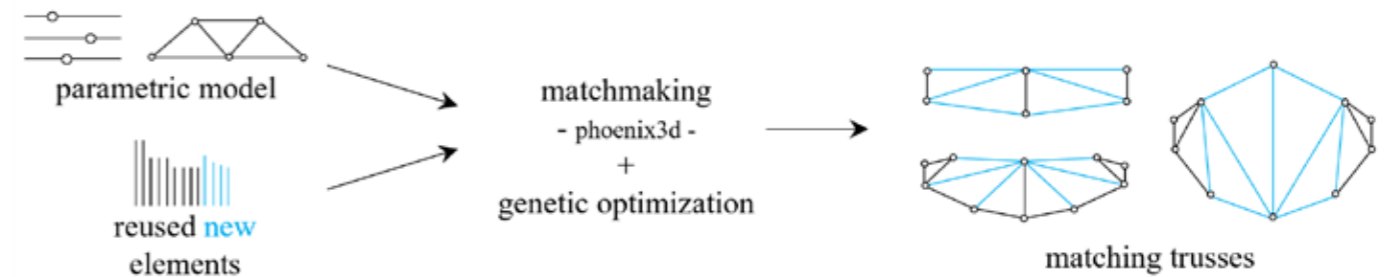 parametric model
reused new
elements
matchmaking
- phoenix3d -
+
genetic optimization
matching trusses